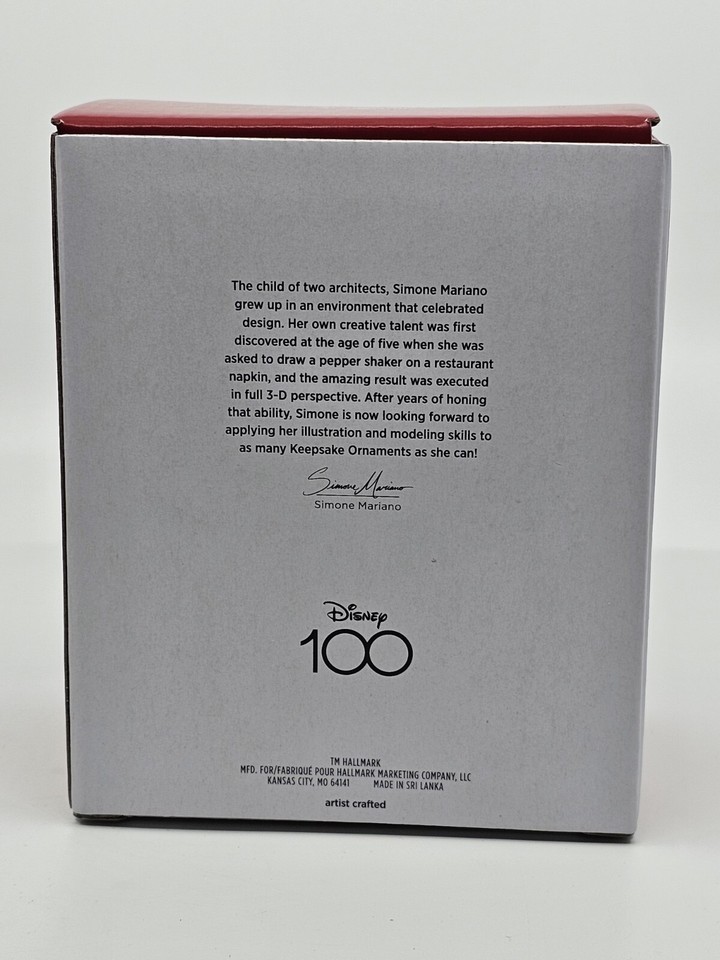 The child of two architects, Simone Mariano
grew up in an environment that celebrated
design. Her own creative talent was first
discovered at the age of five when she was
asked to draw a pepper shaker on a restaurant
napkin, and the amazing result was executed
in full 3-D perspective. After years of honing
that ability, Simone is now looking forward to
applying her illustration and modeling skills to
as many Keepsake Ornaments as she can!
Simone Mariano
Simone Mariano
Disney
100
TM HALLMARK
MFD. FOR/FABRIQUÉ POUR HALLMARK MARKETING COMPANY, LLC
KANSAS CITY, MO 64141 MADE IN SRI LANKA
artist crafted